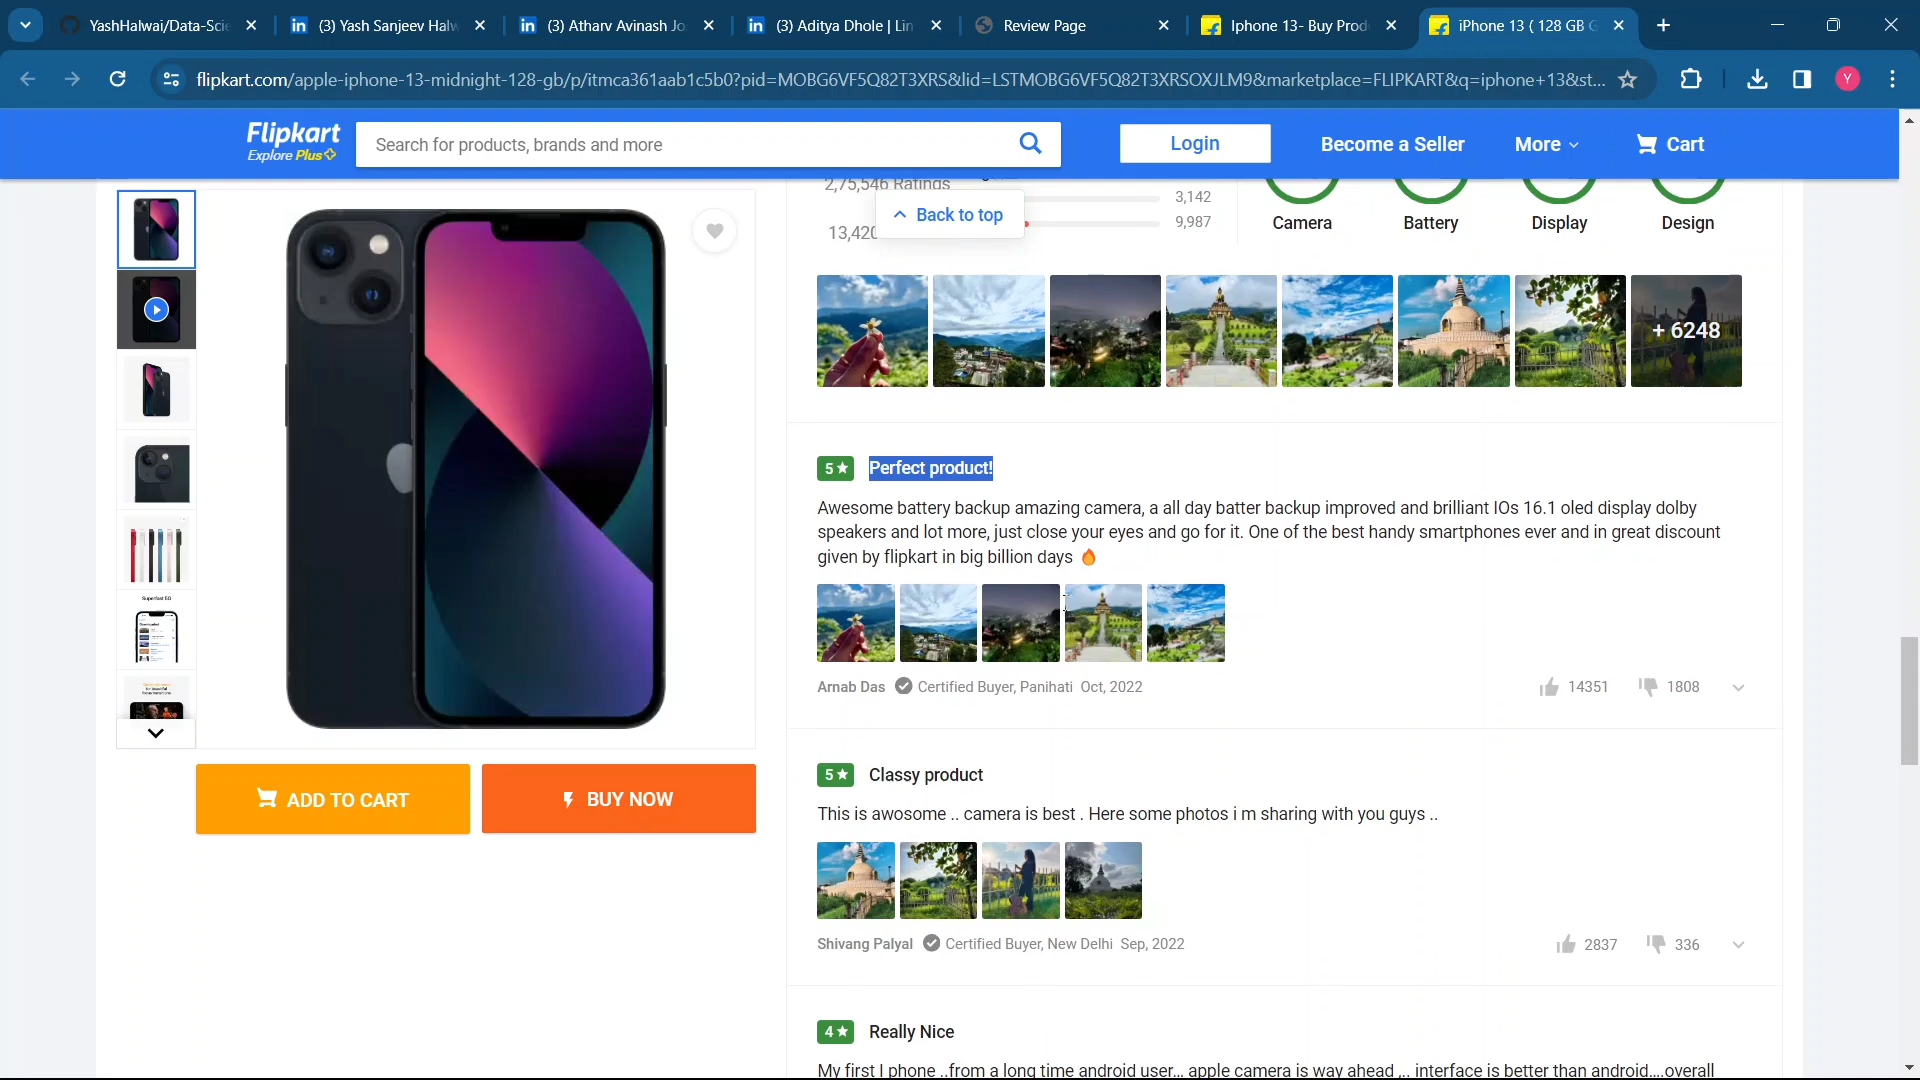 YashHalwai/Data-Scie
(3) Yash Sanjeev Halw
(3) Atharv Avinash Jo
(3) Aditya Dhole | Lin
Review Page
Iphone 13- Buy Prod
iPhone 13 ( 128 GB
flipkart.com/apple-iphone-13-midnight-128-gb/p/itmca361aab1c5b0?pid=MOBG6VF5Q82T3XRS&lid=LSTMOBG6VF5Q82T3XRSOXJLM9&marketplace=FLIPKART&q=iphone+13&st...
Y
Flipkart
Explore Plus
Search for products, brands and more
Login
Become a Seller
More
Cart
2,75,546 Ratings
3,142
Back to top
13,420
9,987
Camera
Battery
Display
Design
+ 6248
5★ Perfect product!
Awesome battery backup amazing camera, a all day batter backup improved and brilliant IOs 16.1 oled display dolby
speakers and lot more, just close your eyes and go for it. One of the best handy smartphones ever and in great discount
given by flipkart in big billion days 🔥
Arnab Das Certified Buyer, Panihati Oct, 2022
14351
1808
ADD TO CART
BUY NOW
5★ Classy product
This is awosome .. camera is best . Here some photos i m sharing with you guys ..
Shivang Palyal Certified Buyer, New Delhi Sep, 2022
2837
336
4★ Really Nice
My first I phone ..from a long time android user... apple camera is way ahead ,.. interface is better than android....overall